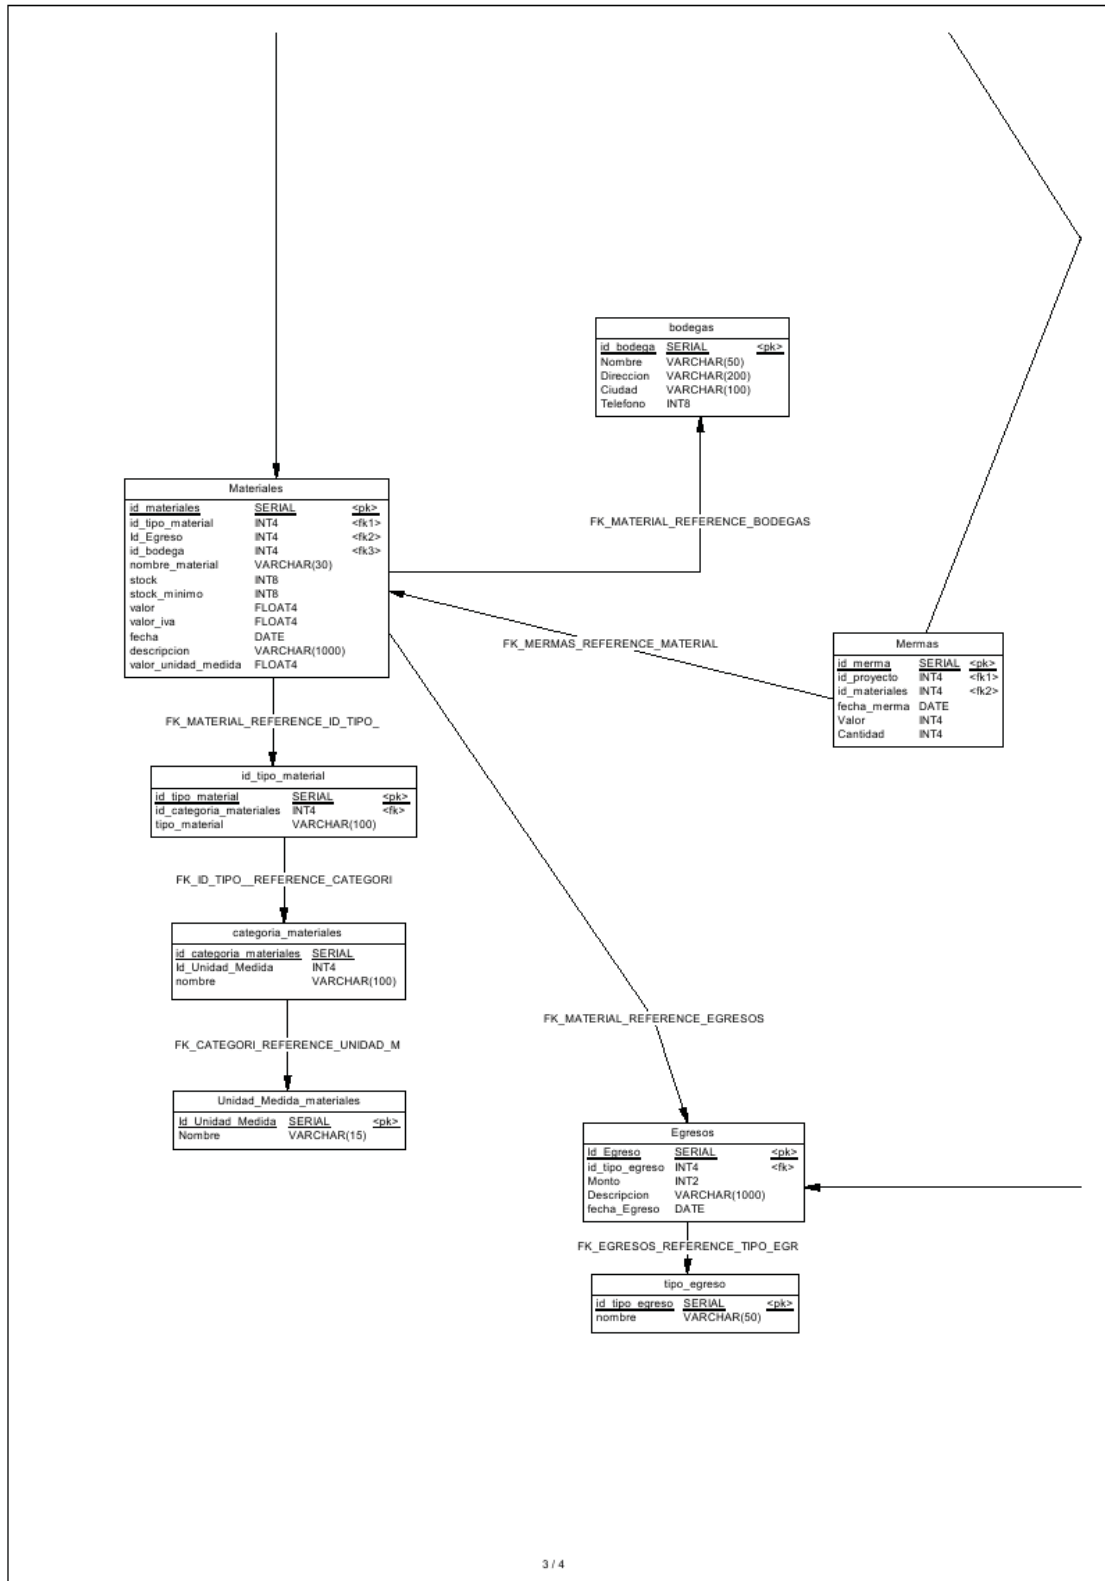 bodegas
id_bodega SERIAL <pk>
Nombre VARCHAR(50)
Direccion VARCHAR(200)
Ciudad VARCHAR(100)
Telefono INT8
Materiales
id_materiales SERIAL <pk>
id_tipo_material INT4 <fk1>
Id_Egreso INT4 <fk2>
id_bodega INT4 <fk3>
nombre_material VARCHAR(30)
stock INT8
stock_minimo INT8
valor FLOAT4
valor_iva FLOAT4
fecha DATE
descripcion VARCHAR(1000)
valor_unidad_medida FLOAT4
FK_MATERIAL_REFERENCE_BODEGAS
FK_MERMAS_REFERENCE_MATERIAL
Mermas
id_merma SERIAL <pk>
id_proyecto INT4 <fk1>
id_materiales INT4 <fk2>
fecha_merma DATE
Valor INT4
Cantidad INT4
FK_MATERIAL_REFERENCE_ID_TIPO_
id_tipo_material
id_tipo_material SERIAL <pk>
id_categoria_materiales INT4 <fk>
tipo_material VARCHAR(100)
FK_ID_TIPO__REFERENCE_CATEGORI
categoria_materiales
id_categoria_materiales SERIAL
Id_Unidad_Medida INT4
nombre VARCHAR(100)
FK_MATERIAL_REFERENCE_EGRESOS
FK_CATEGORI_REFERENCE_UNIDAD_M
Unidad_Medida_materiales
Id_Unidad_Medida SERIAL <pk>
Nombre VARCHAR(15)
Egresos
Id_Egreso SERIAL <pk>
id_tipo_egreso INT4 <fk>
Monto INT2
Descripcion VARCHAR(1000)
fecha_Egreso DATE
FK_EGRESOS_REFERENCE_TIPO_EGR
tipo_egreso
id_tipo_egreso SERIAL <pk>
nombre VARCHAR(50)
3 / 4